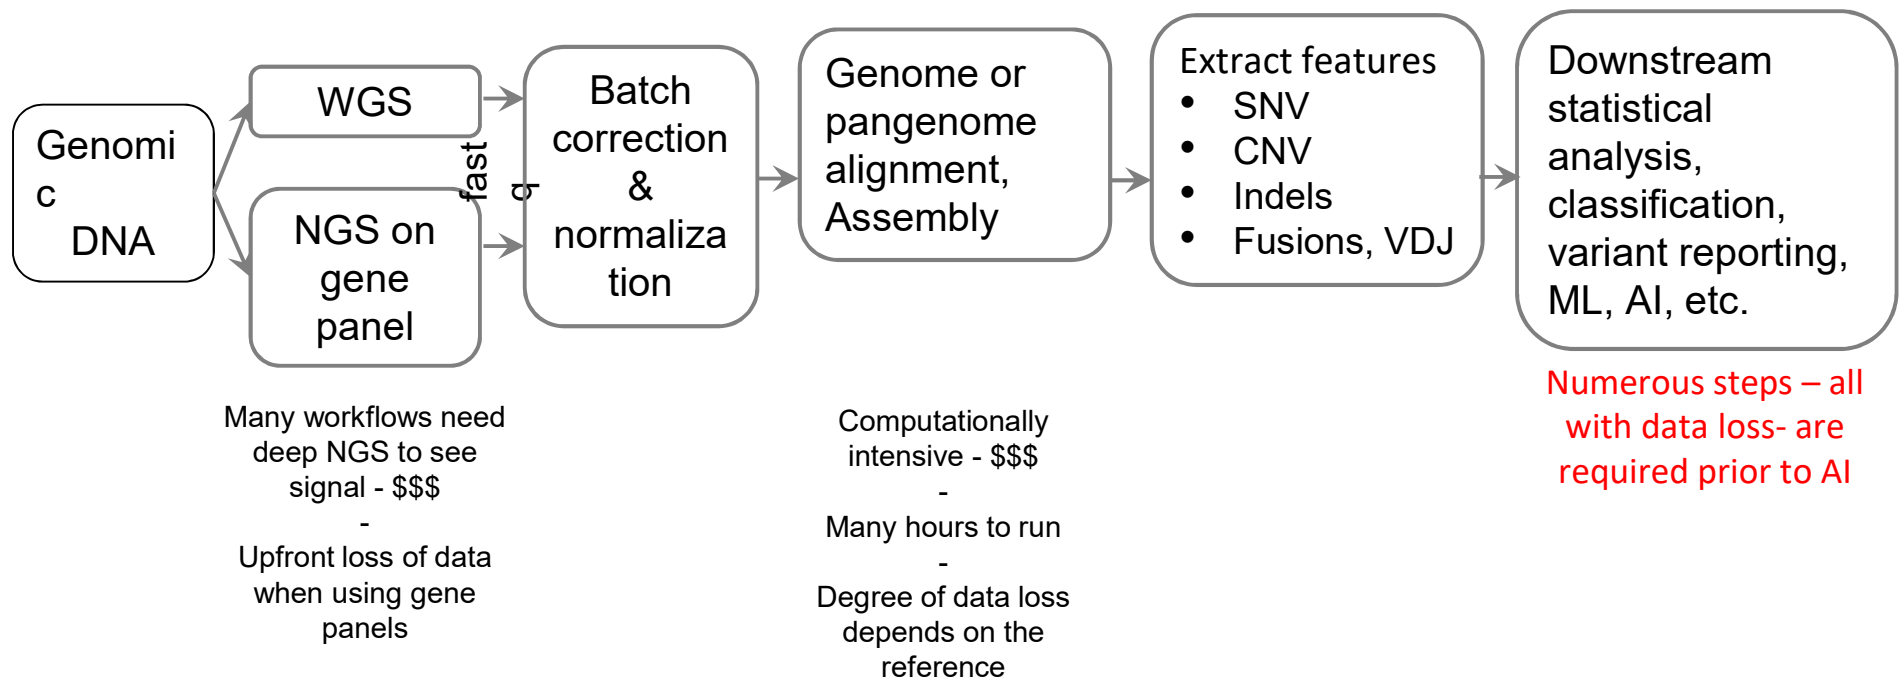 Genomi
c
DNA
WGS
NGS on
gene
panel
fast
q
Batch
correction
&
normaliza
tion
Genome or
pangenome
alignment,
Assembly
Extract features
• SNV
• CNV
• Indels
• Fusions, VDJ
Downstream
statistical
analysis,
classification,
variant reporting,
ML, AI, etc.
Many workflows need
deep NGS to see
signal - $$$
-
Upfront loss of data
when using gene
panels
Computationally
intensive - $$$
-
Many hours to run
-
Degree of data loss
depends on the
reference
Numerous steps – all
with data loss- are
required prior to AI